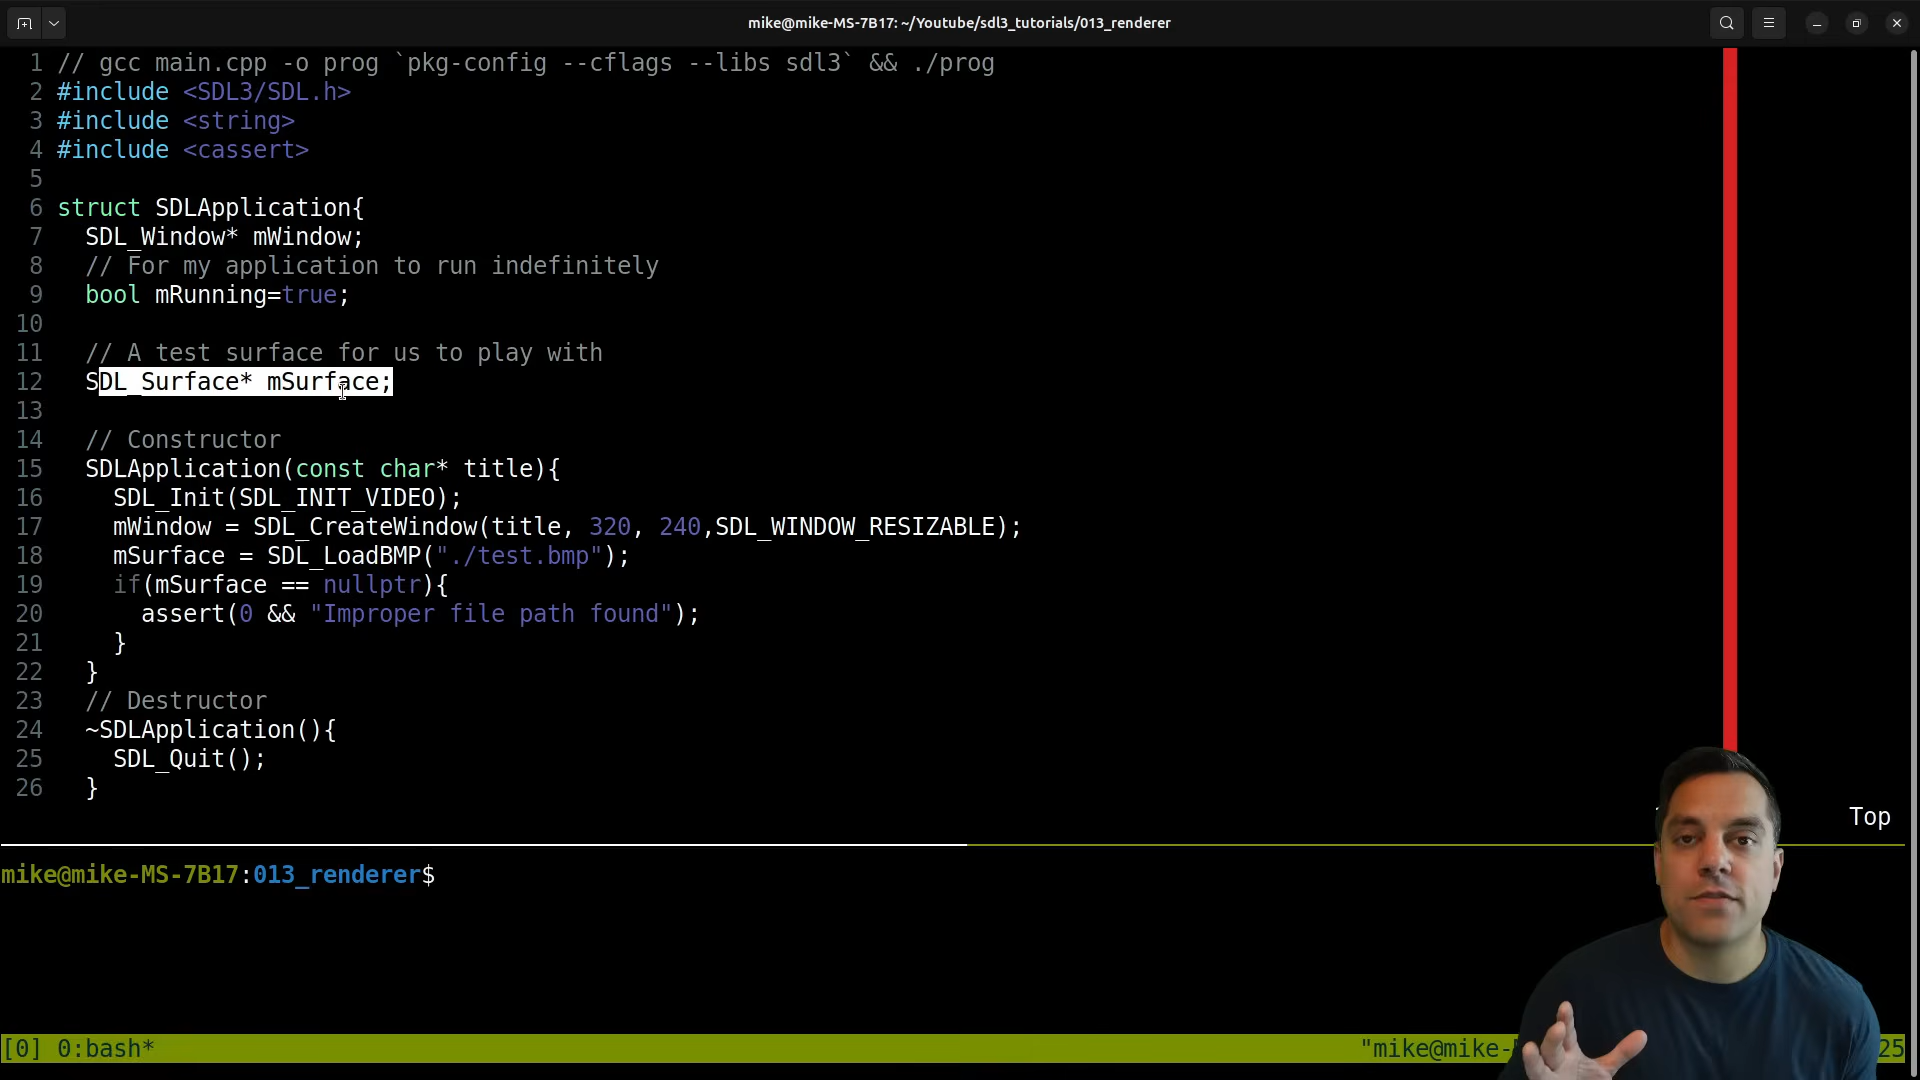 mike@mike-MS-7B17: ~/Youtube/sdl3_tutorials/013_renderer
1 // gcc main.cpp -o prog `pkg-config --cflags --libs sdl3` && ./prog
2 #include <SDL3/SDL.h>
3 #include <string>
4 #include <cassert>
5
6 struct SDLApplication{
7   SDL_Window* mWindow;
8   // For my application to run indefinitely
9   bool mRunning=true;
10
11   // A test surface for us to play with
12   SDL_Surface* mSurface;
13
14   // Constructor
15   SDLApplication(const char* title){
16     SDL_Init(SDL_INIT_VIDEO);
17     mWindow = SDL_CreateWindow(title, 320, 240,SDL_WINDOW_RESIZABLE);
18     mSurface = SDL_LoadBMP("./test.bmp");
19     if(mSurface == nullptr){
20       assert(0 && "Improper file path found");
21     }
22   }
23   // Destructor
24   ~SDLApplication(){
25     SDL_Quit();
26   }
Top
mike@mike-MS-7B17:013_renderer$
[0] 0:bash* "mike@mike- 25